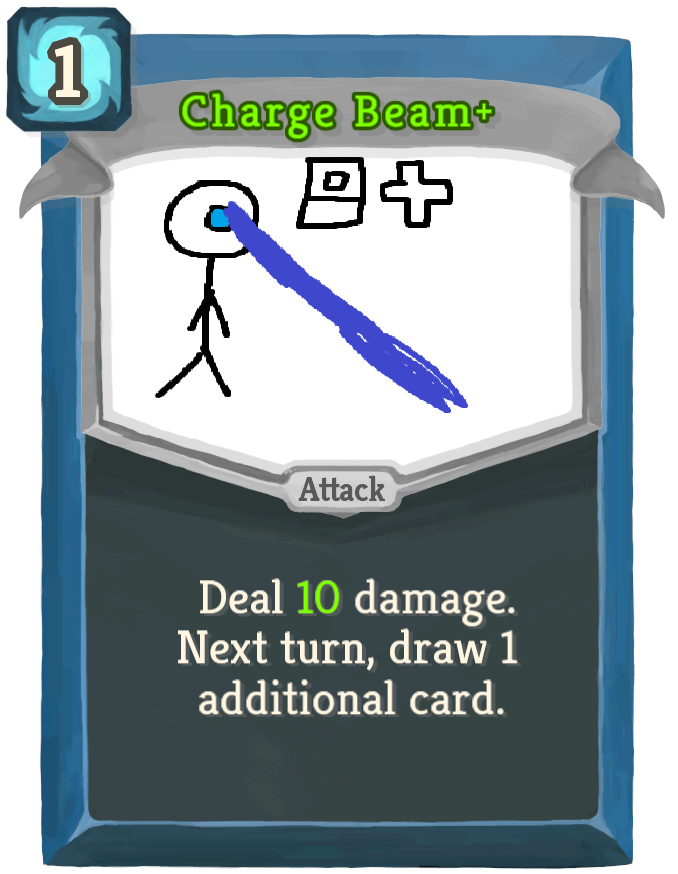 1
Charge Beam+
Attack
Deal 10 damage.
Next turn, draw 1
additional card.